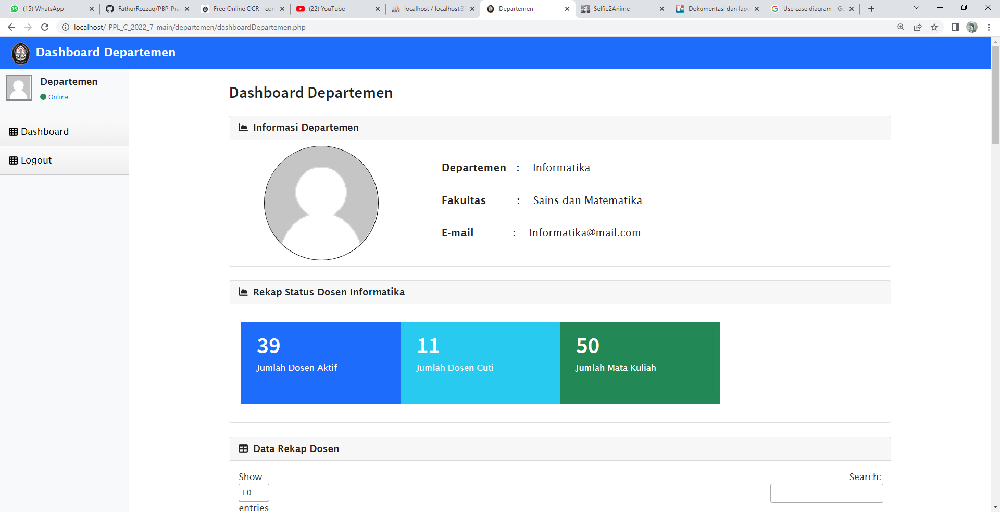 (15) WhatsApp
FathurRozzaq/PBP-Pra
Free Online OCR - con
(22) YouTube
localhost / localhost:3
Departemen
Selfie2Anime
Dokumentasi dan lapo
Use case diagram - Go
localhost/-PPL_C_2022_7-main/departemen/dashboardDepartemen.php
Dashboard Departemen
Departemen
Online
Dashboard
Logout
Dashboard Departemen
Informasi Departemen
Departemen : Informatika
Fakultas : Sains dan Matematika
E-mail : Informatika@mail.com
Rekap Status Dosen Informatika
39
Jumlah Dosen Aktif
11
Jumlah Dosen Cuti
50
Jumlah Mata Kuliah
Data Rekap Dosen
Show
10
entries
Search: